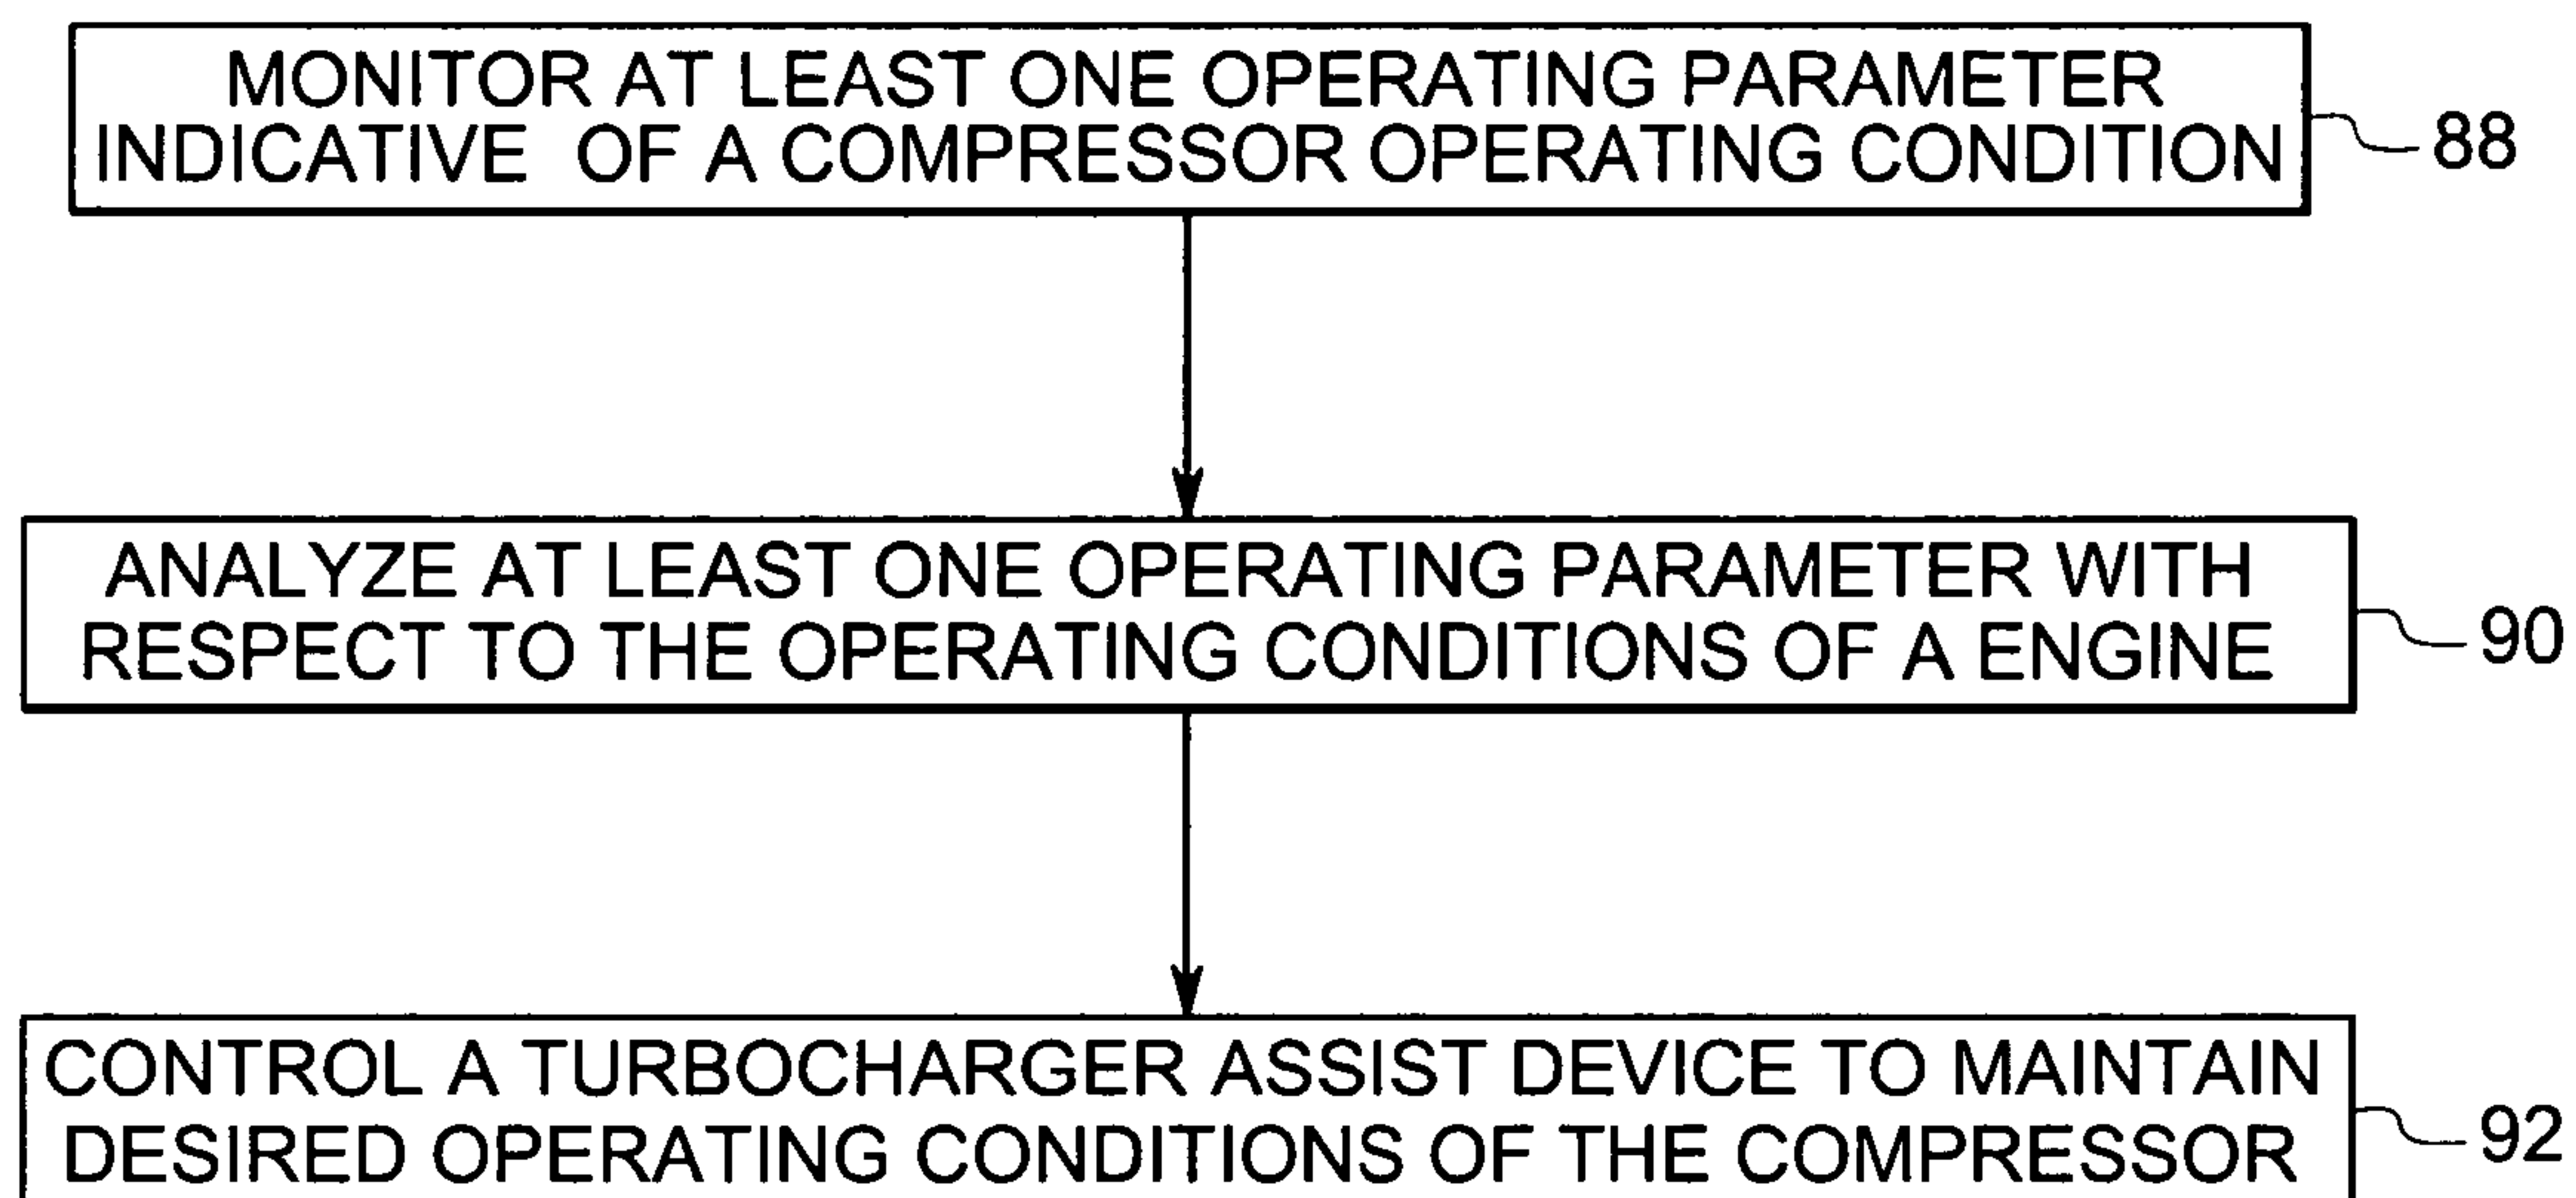 MONITOR AT LEAST ONE OPERATING PARAMETER
INDICATIVE OF A COMPRESSOR OPERATING CONDITION
88
ANALYZE AT LEAST ONE OPERATING PARAMETER WITH
RESPECT TO THE OPERATING CONDITIONS OF A ENGINE
90
CONTROL A TURBOCHARGER ASSIST DEVICE TO MAINTAIN
DESIRED OPERATING CONDITIONS OF THE COMPRESSOR
92